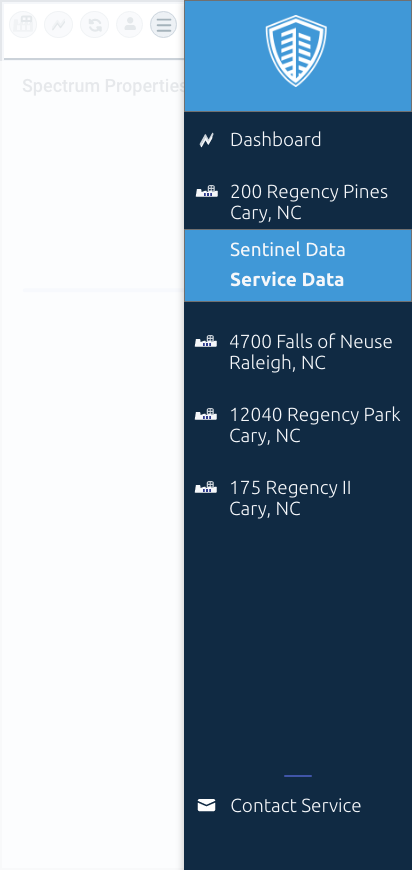 Spectrum Properties
Dashboard
200 Regency Pines
Cary, NC
Sentinel Data
Service Data
4700 Falls of Neuse
Raleigh, NC
12040 Regency Park
Cary, NC
175 Regency II
Cary, NC
Contact Service